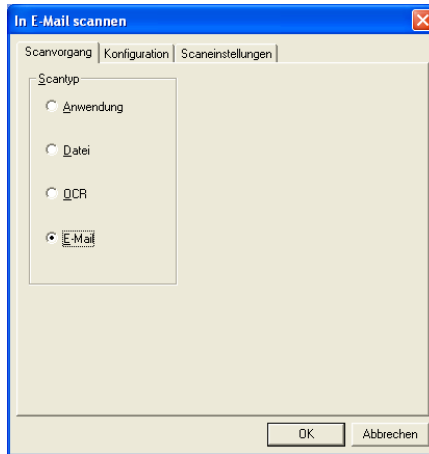 In E-Mail scannen
Scanvorgang Konfiguration Scaneinstellungen
Scantyp
Anwendung
Datei
OCR
E-Mail
OK Abbrechen